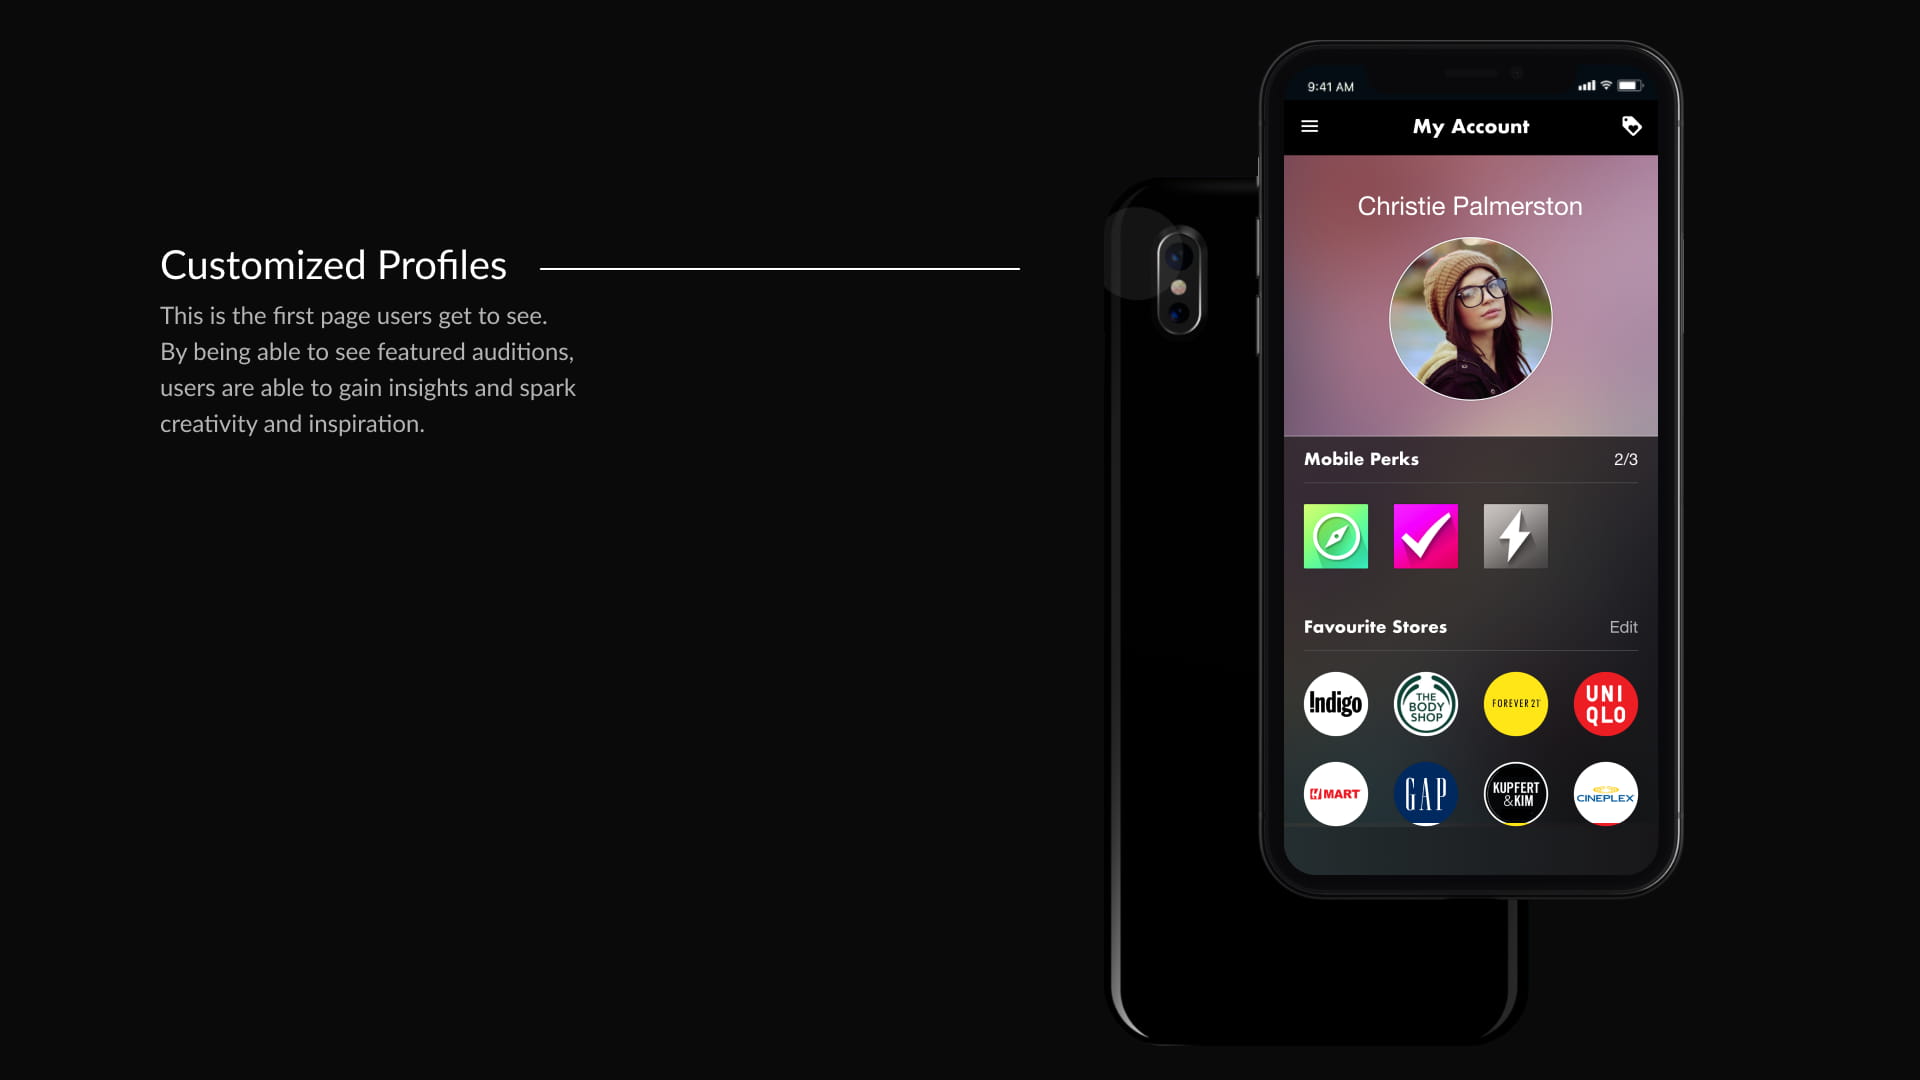 Customized Profiles
This is the first page users get to see.
By being able to see featured auditions,
users are able to gain insights and spark
creativity and inspiration.
9:41 AM
My Account
Christie Palmerston
Mobile Perks
2/3
Favourite Stores
Edit
!ndigo
THE
BODY
SHOP
FOREVER 21
UNI
QLO
H MART
GAP
KUPFERT
&KIM
CINEPLEX